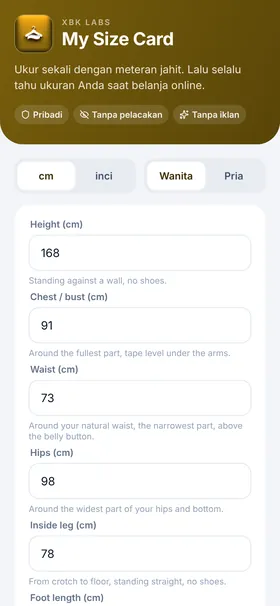 XBK LABS
My Size Card
Ukur sekali dengan meteran jahit. Lalu selalu
tahu ukuran Anda saat belanja online.
Pribadi
Tanpa pelacakan
Tanpa iklan
cm
inci
Wanita
Pria
Height (cm)
168
Standing against a wall, no shoes.
Chest / bust (cm)
91
Around the fullest part, tape level under the arms.
Waist (cm)
73
Around your natural waist, the narrowest part, above
the belly button.
Hips (cm)
98
Around the widest part of your hips and bottom.
Inside leg (cm)
78
From crotch to floor, standing straight, no shoes.
Foot length (cm)